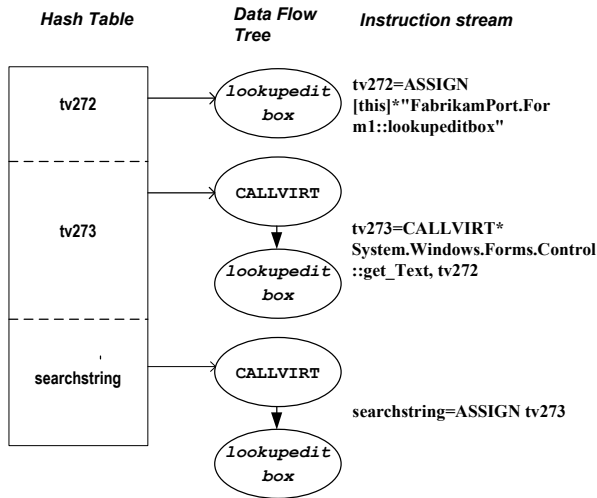 Hash Table
Data Flow
Tree
Instruction stream
tv272
lookupedit
box
tv272=ASSIGN
[this]*"FabrikamPort.For
m1::lookupeditbox"
tv273
CALLVIRT
lookupedit
box
tv273=CALLVIRT*
System.Windows.Forms.Control
::get_Text, tv272
searchstring
CALLVIRT
lookupedit
box
searchstring=ASSIGN tv273